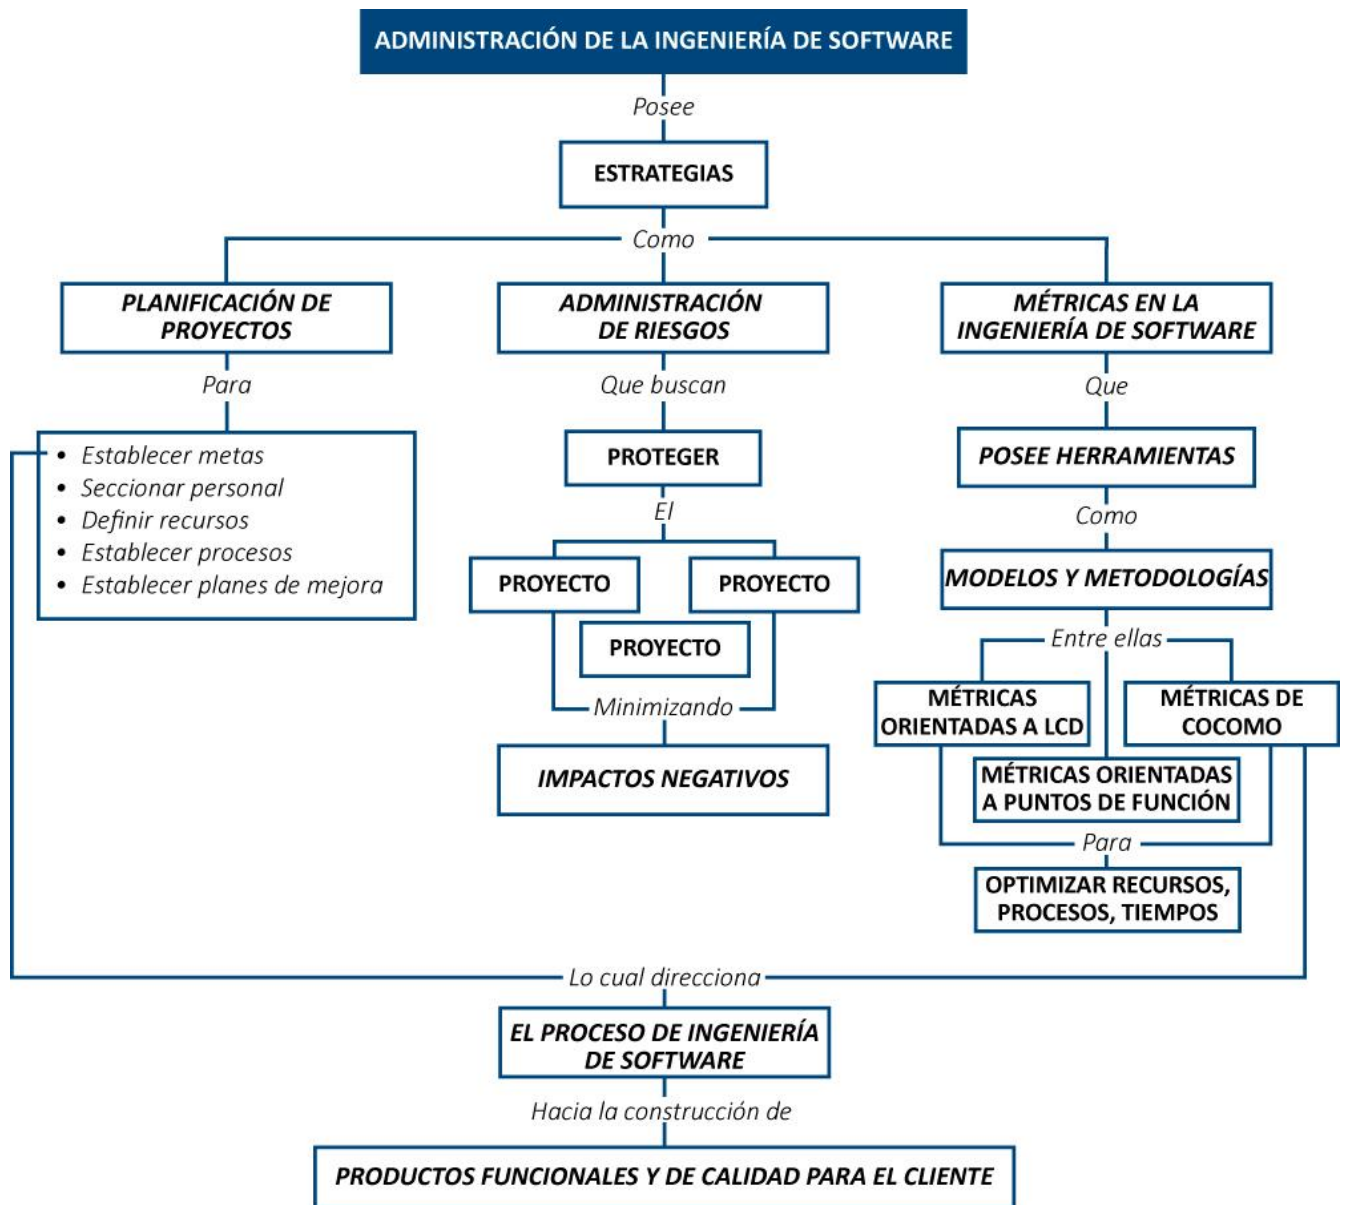 ADMINISTRACIÓN DE LA INGENIERÍA DE SOFTWARE
Posee
ESTRATEGIAS
Como
PLANIFICACIÓN DE
PROYECTOS
ADMINISTRACIÓN
DE RIESGOS
MÉTRICAS EN LA
INGENIERÍA DE SOFTWARE
Para
Que buscan
Que
• Establecer metas
• Seccionar personal
• Definir recursos
• Establecer procesos
• Establecer planes de mejora
PROTEGER
El
PROYECTO
PROYECTO
PROYECTO
Minimizando
IMPACTOS NEGATIVOS
POSEE HERRAMIENTAS
Como
MODELOS Y METODOLOGÍAS
Entre ellas
MÉTRICAS
ORIENTADAS A LCD
MÉTRICAS DE
COCOMO
MÉTRICAS ORIENTADAS
A PUNTOS DE FUNCIÓN
Para
OPTIMIZAR RECURSOS,
PROCESOS, TIEMPOS
Lo cual direcciona
EL PROCESO DE INGENIERÍA
DE SOFTWARE
Hacia la construcción de
PRODUCTOS FUNCIONALES Y DE CALIDAD PARA EL CLIENTE